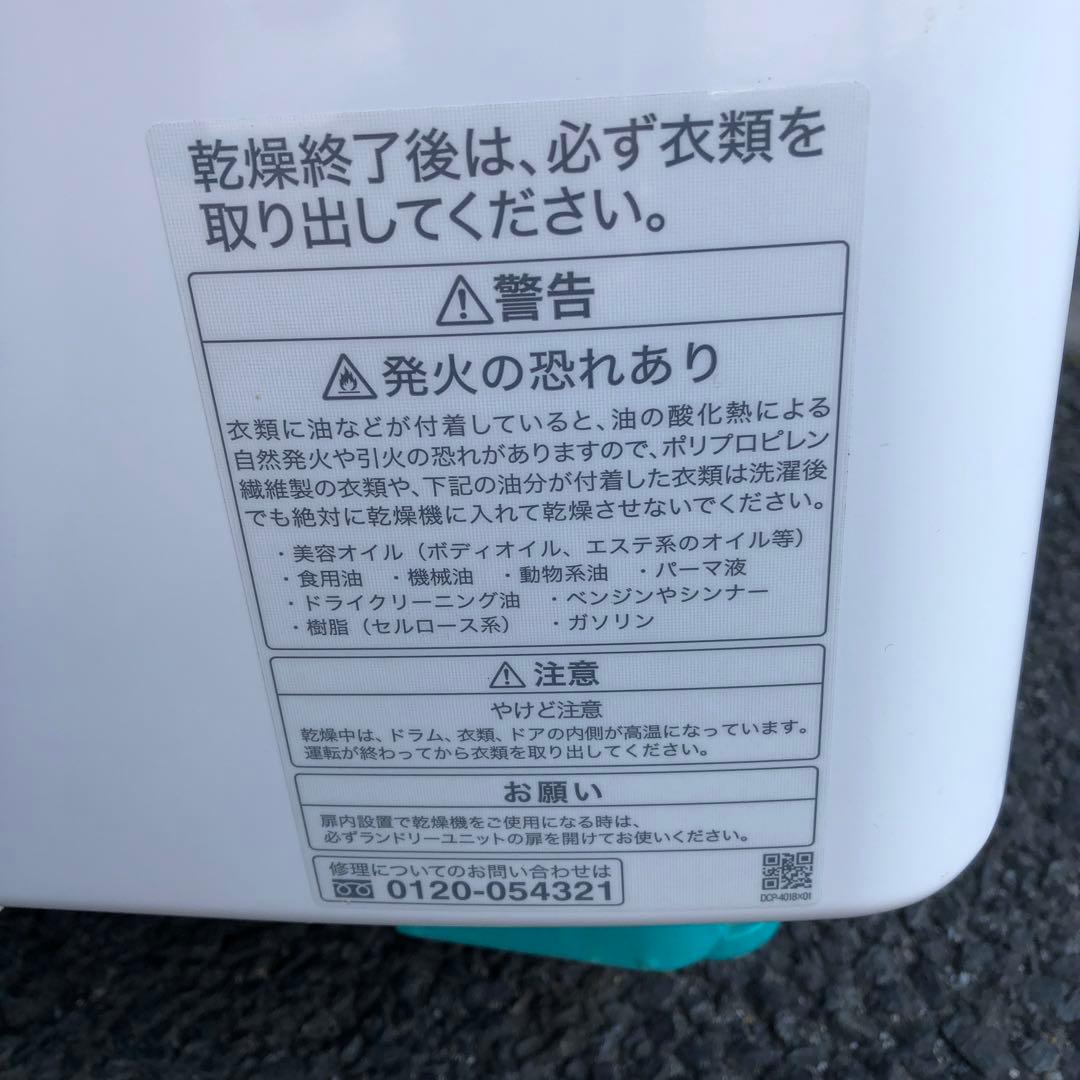 乾燥終了後は、必ず衣類を
取り出してください。
警告
発火の恐れあり
衣類に油などが付着していると、油の酸化熱による
自然発火や引火の恐れがありますので、ポリプロピレン
繊維製の衣類や、下記の油分が付着した衣類は洗濯後
でも絶対に乾燥機に入れて乾燥させないでください。
・美容オイル（ボディオイル、エステ系のオイル等）
・食用油 ・機械油 ・動物系油 ・パーマ液
・ドライクリーニング油 ・ベンジンやシンナー
・樹脂（セルロース系） ・ガソリン
注意
やけど注意
乾燥中は、ドラム、衣類、ドアの内側が高温になっています。
運転が終わってから衣類を取り出してください。
お願い
扉内設置で乾燥機をご使用になる時は、
必ずランドリーユニットの扉を開けてお使いください。
修理についてのお問い合わせは
0120-054321
DCP-4018X01